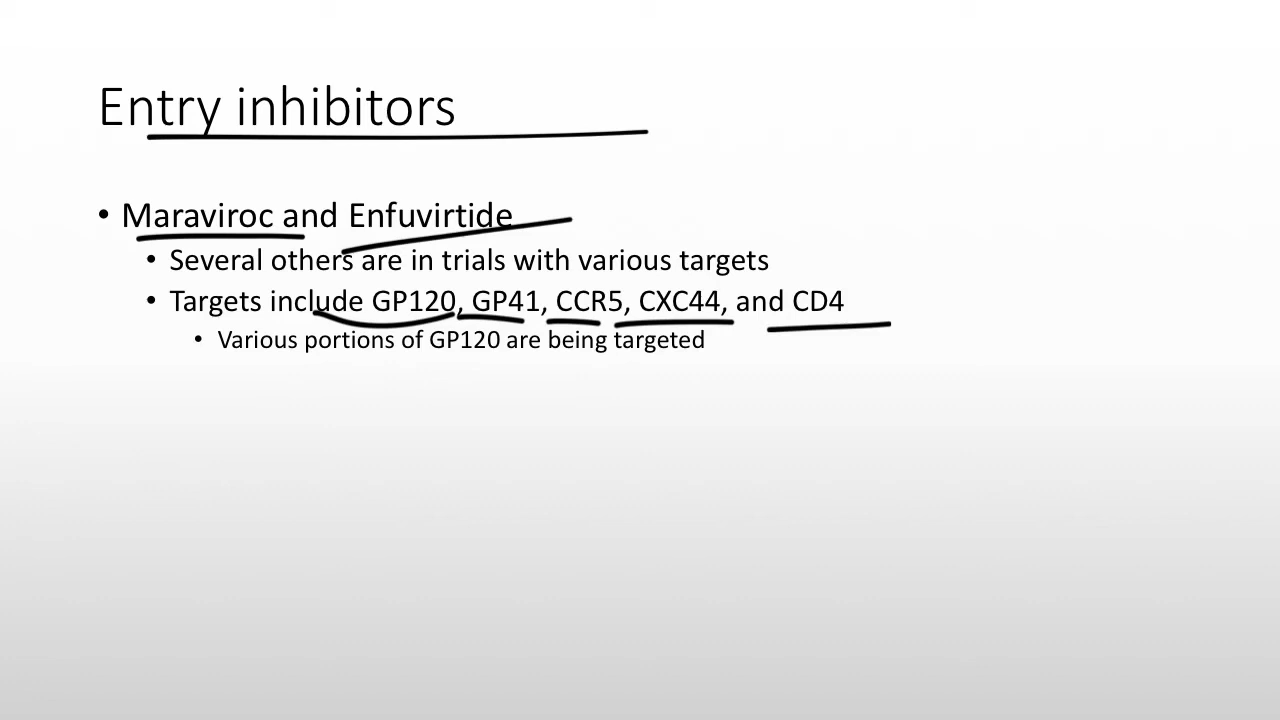 Entry inhibitors
• Maraviroc and Enfuvirtide
• Several others are in trials with various targets
• Targets include GP120, GP41, CCR5, CXC44, and CD4
• Various portions of GP120 are being targeted